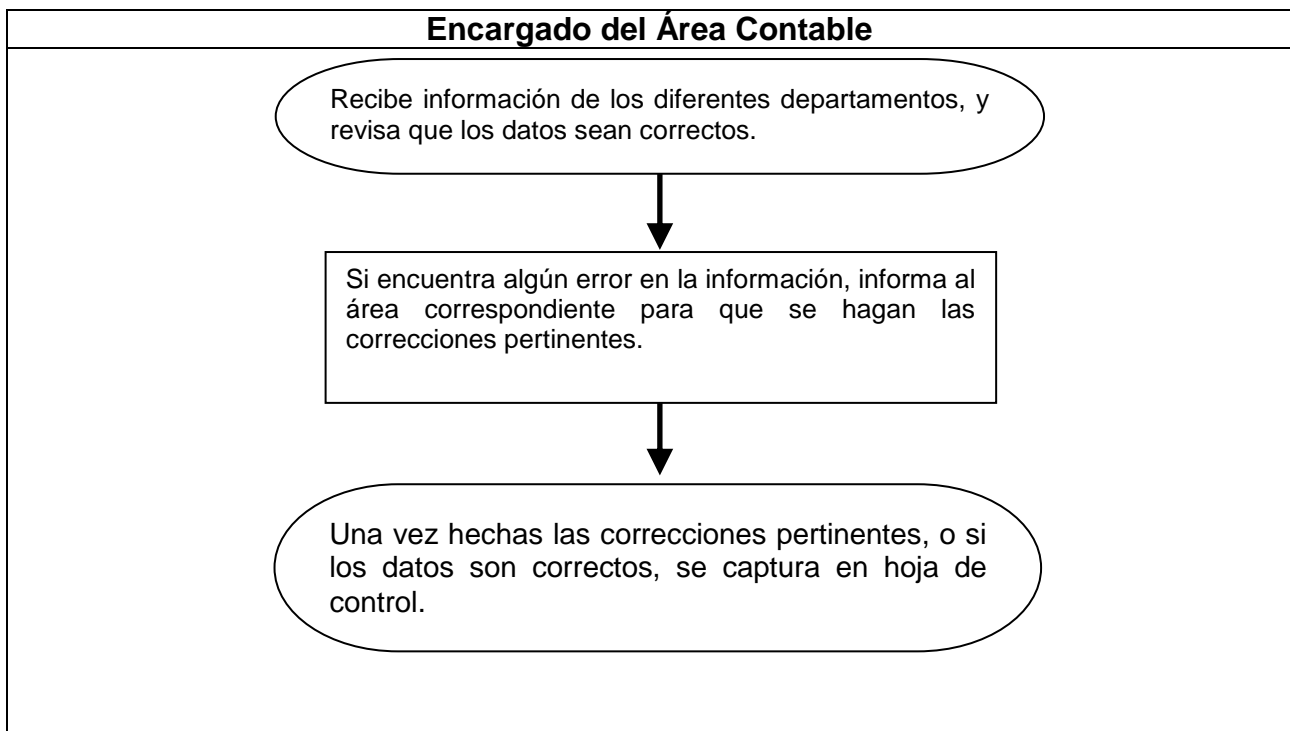 Encargado del Área Contable
Recibe información de los diferentes departamentos, y
revisa que los datos sean correctos.
Si encuentra algún error en la información, informa al
área correspondiente para que se hagan las
correcciones pertinentes.
Una vez hechas las correcciones pertinentes, o si
los datos son correctos, se captura en hoja de
control.